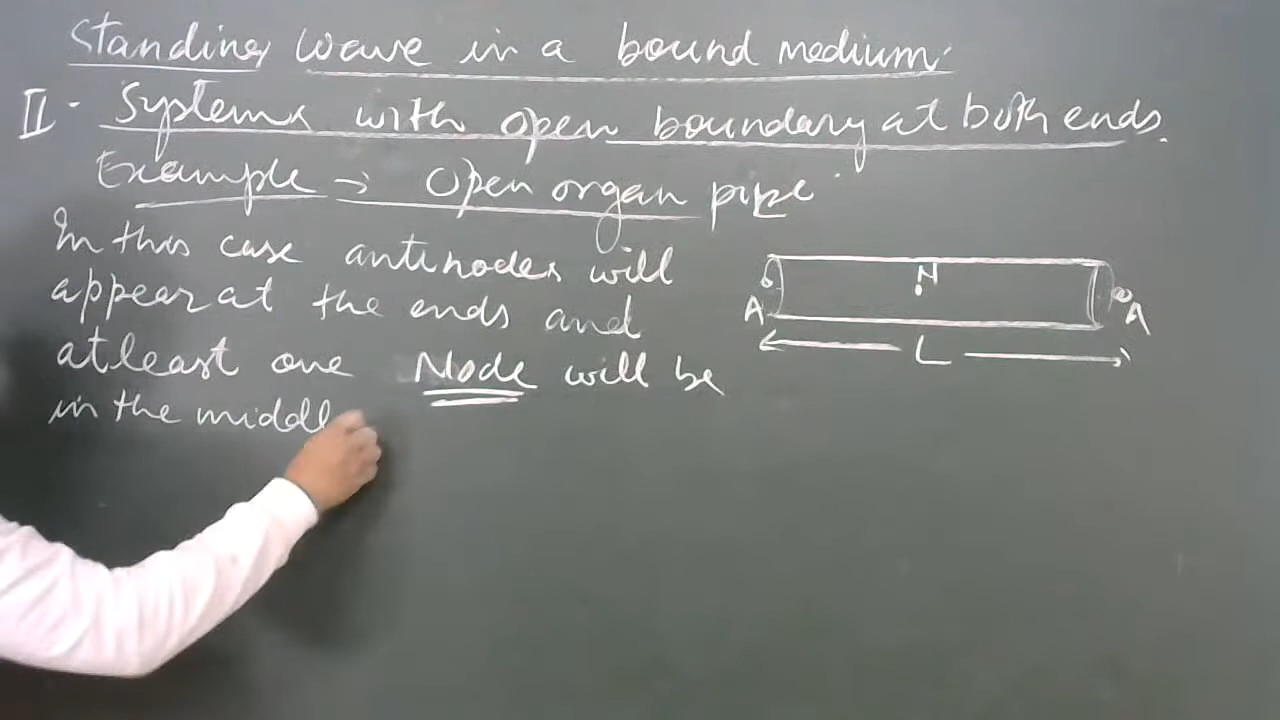 Standing wave in a bound medium.
II. Systems with open boundary at both ends.
Example → Open organ pipe
In this case antinodes will
appear at the ends and
atleast one Node will be
in the middl
N
A
A
L